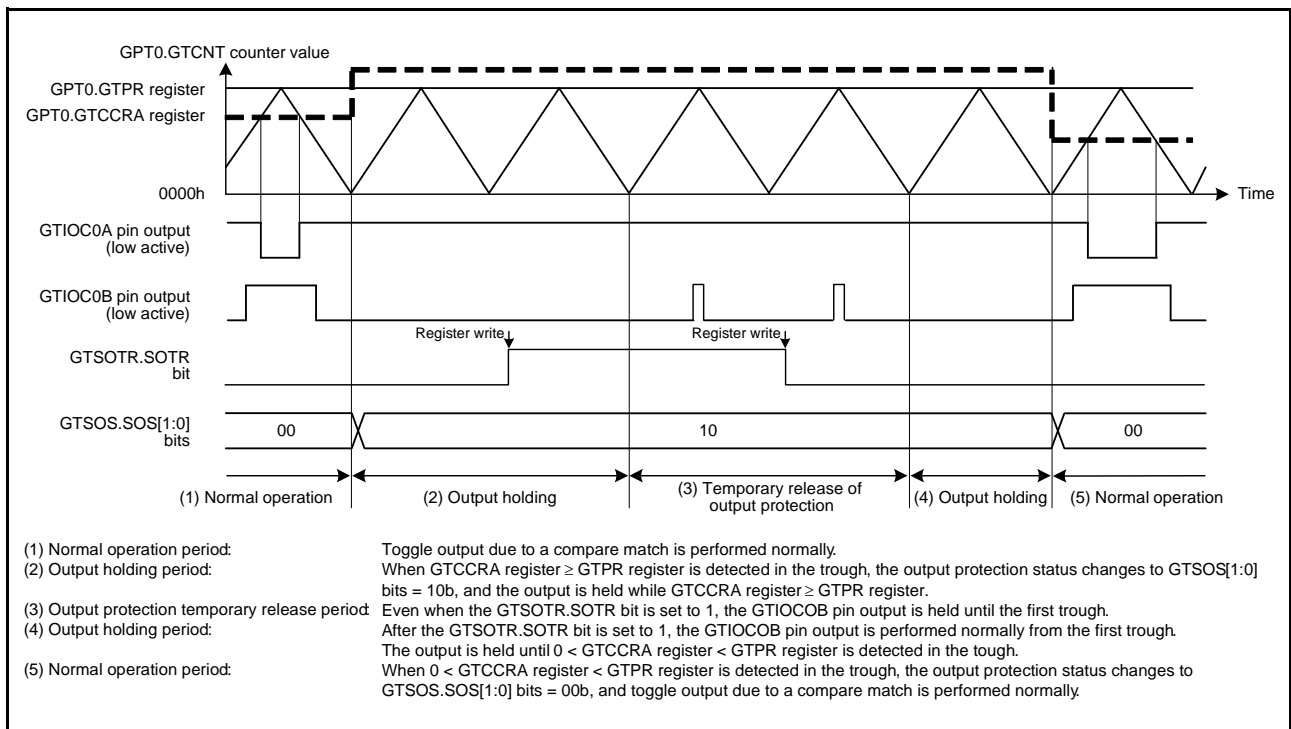 GPT0.GTCNT counter value
GPT0.GTPR register
GPT0.GTCCRA register
0000h
Time
GTIOC0A pin output
(low active)
GTIOC0B pin output
(low active)
Register write
Register write
GTSOTR.SOTR
bit
GTSOS.SOS[1:0]
bits
00
10
00
(1) Normal operation
(2) Output holding
(3) Temporary release of
output protection
(4) Output holding
(5) Normal operation
(1) Normal operation period: Toggle output due to a compare match is performed normally.
(2) Output holding period: When GTCCRA register ≥ GTPR register is detected in the trough, the output protection status changes to GTSOS[1:0]
bits = 10b, and the output is held while GTCCRA register ≥ GTPR register.
(3) Output protection temporary release period: Even when the GTSOTR.SOTR bit is set to 1, the GTIOCOB pin output is held until the first trough.
(4) Output holding period: After the GTSOTR.SOTR bit is set to 1, the GTIOCOB pin output is performed normally from the first trough.
The output is held until 0 < GTCCRA register < GTPR register is detected in the tough.
(5) Normal operation period: When 0 < GTCCRA register < GTPR register is detected in the trough, the output protection status changes to
GTSOS.SOS[1:0] bits = 00b, and toggle output due to a compare match is performed normally.